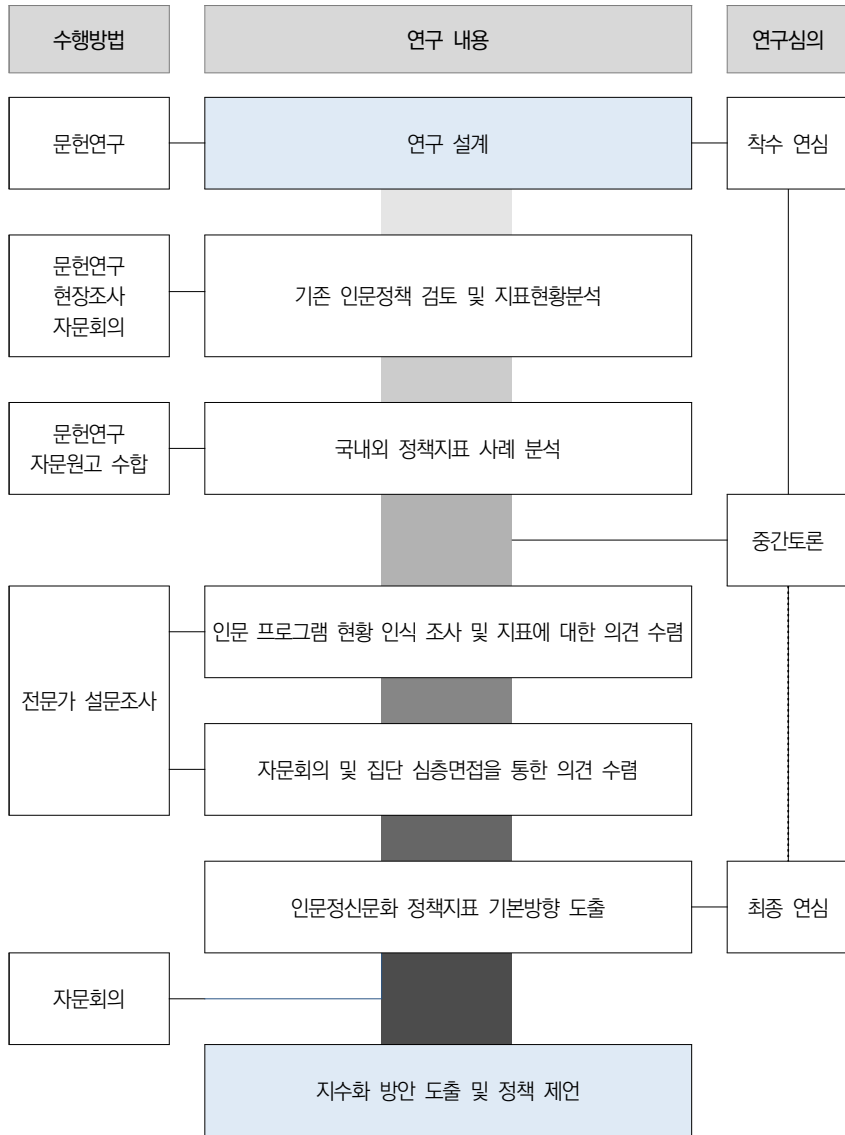 수행방법
연구 내용
연구심의
문헌연구
연구 설계
착수 연심
문헌연구
현장조사
자문회의
기존 인문정책 검토 및 지표현황분석
문헌연구
자문원고 수합
국내외 정책지표 사례 분석
중간토론
전문가 설문조사
인문 프로그램 현황 인식 조사 및 지표에 대한 의견 수렴
자문회의 및 집단 심층면접을 통한 의견 수렴
인문정신문화 정책지표 기본방향 도출
최종 연심
자문회의
지수화 방안 도출 및 정책 제언